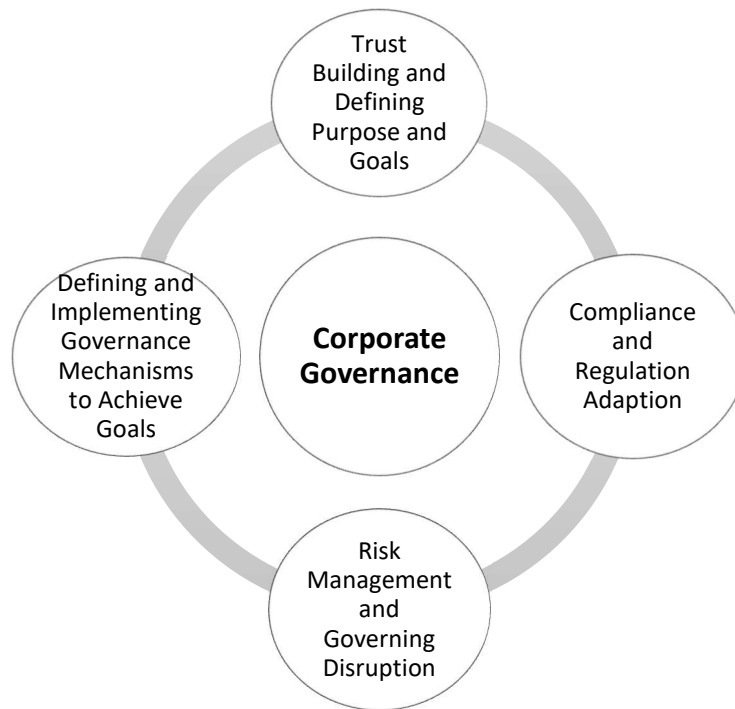 Trust
Building and
Defining
Purpose and
Goals
Defining and
Implementing
Governance
Mechanisms
to Achieve
Goals
Corporate
Governance
Compliance
and
Regulation
Adaption
Risk
Management
and
Governing
Disruption